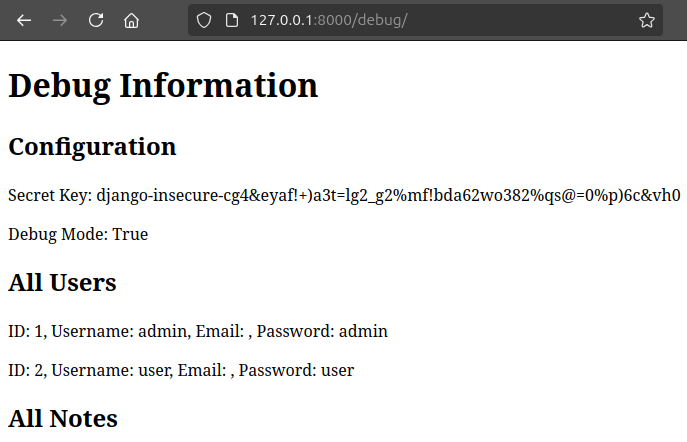 127.0.0.1:8000/debug/
Debug Information
Configuration
Secret Key: django-insecure-cg4&eyaf!+)a3t=lg2_g2%mf!bda62wo382%qs@=0%p)6c&vh0
Debug Mode: True
All Users
ID: 1, Username: admin, Email: , Password: admin
ID: 2, Username: user, Email: , Password: user
All Notes